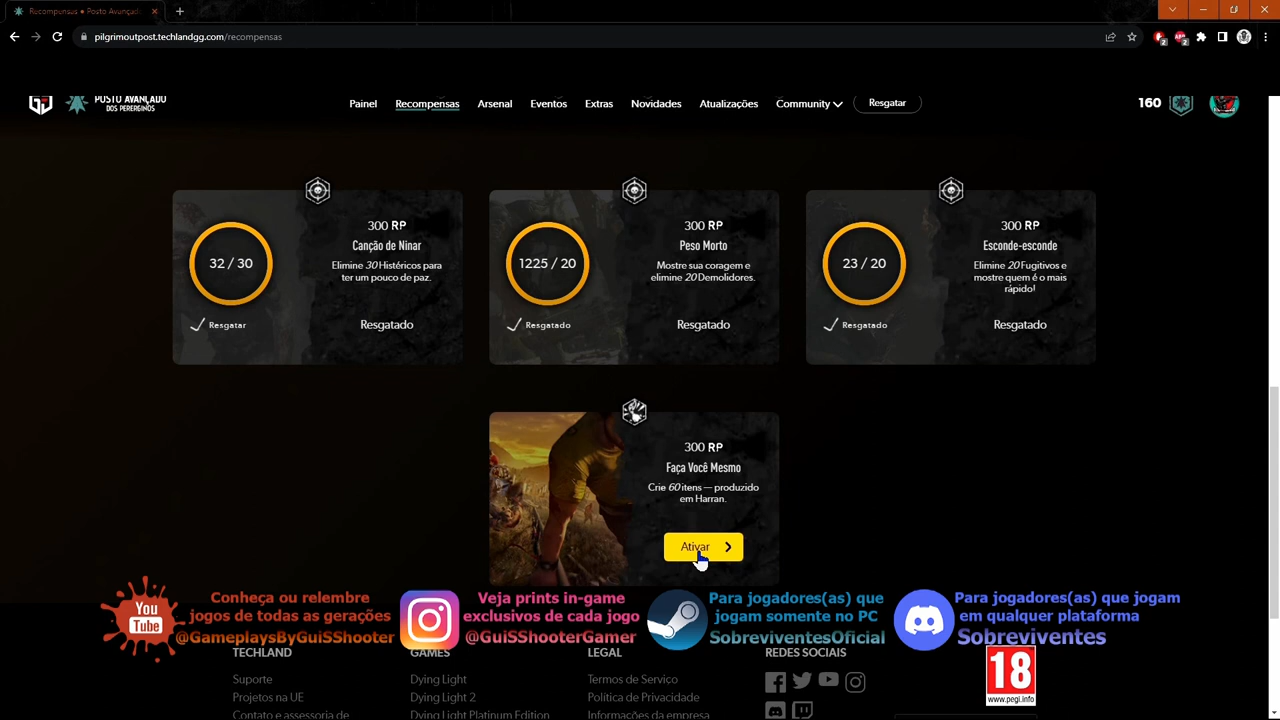 Recompensas • Posto Avançad
pilgrimoutpost.techlandgg.com/recompensas
2
2
POSTO AVANÇADO
DOS PEREGRINOS
Painel
Recompensas
Arsenal
Eventos
Extras
Novidades
Atualizações
Community
Resgatar
160
300 RP
Canção de Ninar
Elimine 30 Histéricos para
ter um pouco de paz.
32 / 30
Resgatar
Resgatado
300 RP
Peso Morto
Mostre sua coragem e
elimine 20 Demolidores.
1225 / 20
Resgatado
Resgatado
300 RP
Esconde-esconde
Elimine 20 Fugitivos e
mostre quem é o mais
rápido!
23 / 20
Resgatado
Resgatado
300 RP
Faça Você Mesmo
Crie 60 itens — produzido
em Harran.
Ativar
You
Tube
Conheça ou relembre
jogos de todas as gerações
@GameplaysByGuiSShooter
Veja prints in-game
exclusivos de cada jogo
@GuiSShooterGamer
Para jogadores(as) que
jogam somente no PC
SobreviventesOficial
Para jogadores(as) que jogam
em qualquer plataforma
Sobreviventes
18
www.pegi.info
TECHLAND
Suporte
Projetos na UE
Contato e assessoria de
GAMES
Dying Light
Dying Light 2
Dying Light Platinum Edition
LEGAL
Termos de Serviço
Política de Privacidade
Informações da empresa
REDES SOCIAIS